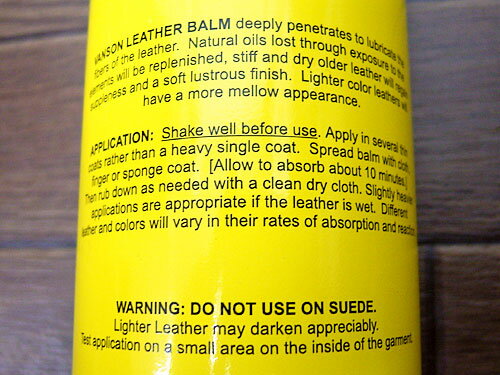 VANSON LEATHER BALM deeply penetrates to lubricate the
fibers of the leather. Natural oils lost through exposure to the
elements will be replenished, stiff and dry older leather will regain
suppleness and a soft lustrous finish. Lighter color leathers will
have a more mellow appearance.
APPLICATION: Shake well before use. Apply in several thin
coats rather than a heavy single coat. Spread balm with cloth,
finger or sponge coat. [Allow to absorb about 10 minutes.]
Then rub down as needed with a clean dry cloth. Slightly heavier
applications are appropriate if the leather is wet. Different
leather and colors will vary in their rates of absorption and reaction.
WARNING: DO NOT USE ON SUEDE.
Lighter Leather may darken appreciably.
Test application on a small area on the inside of the garment.